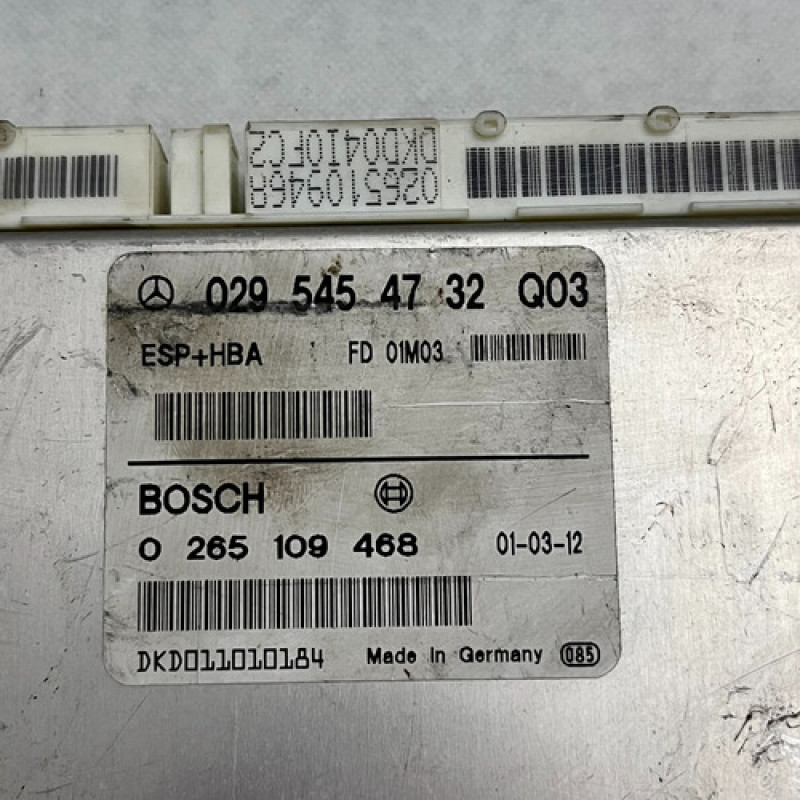 0265109468
DKD04I0FC2
029 545 47 32 Q03
ESP+HBA FD 01M03
BOSCH
0 265 109 468 01-03-12
DKD011010184 Made in Germany 085